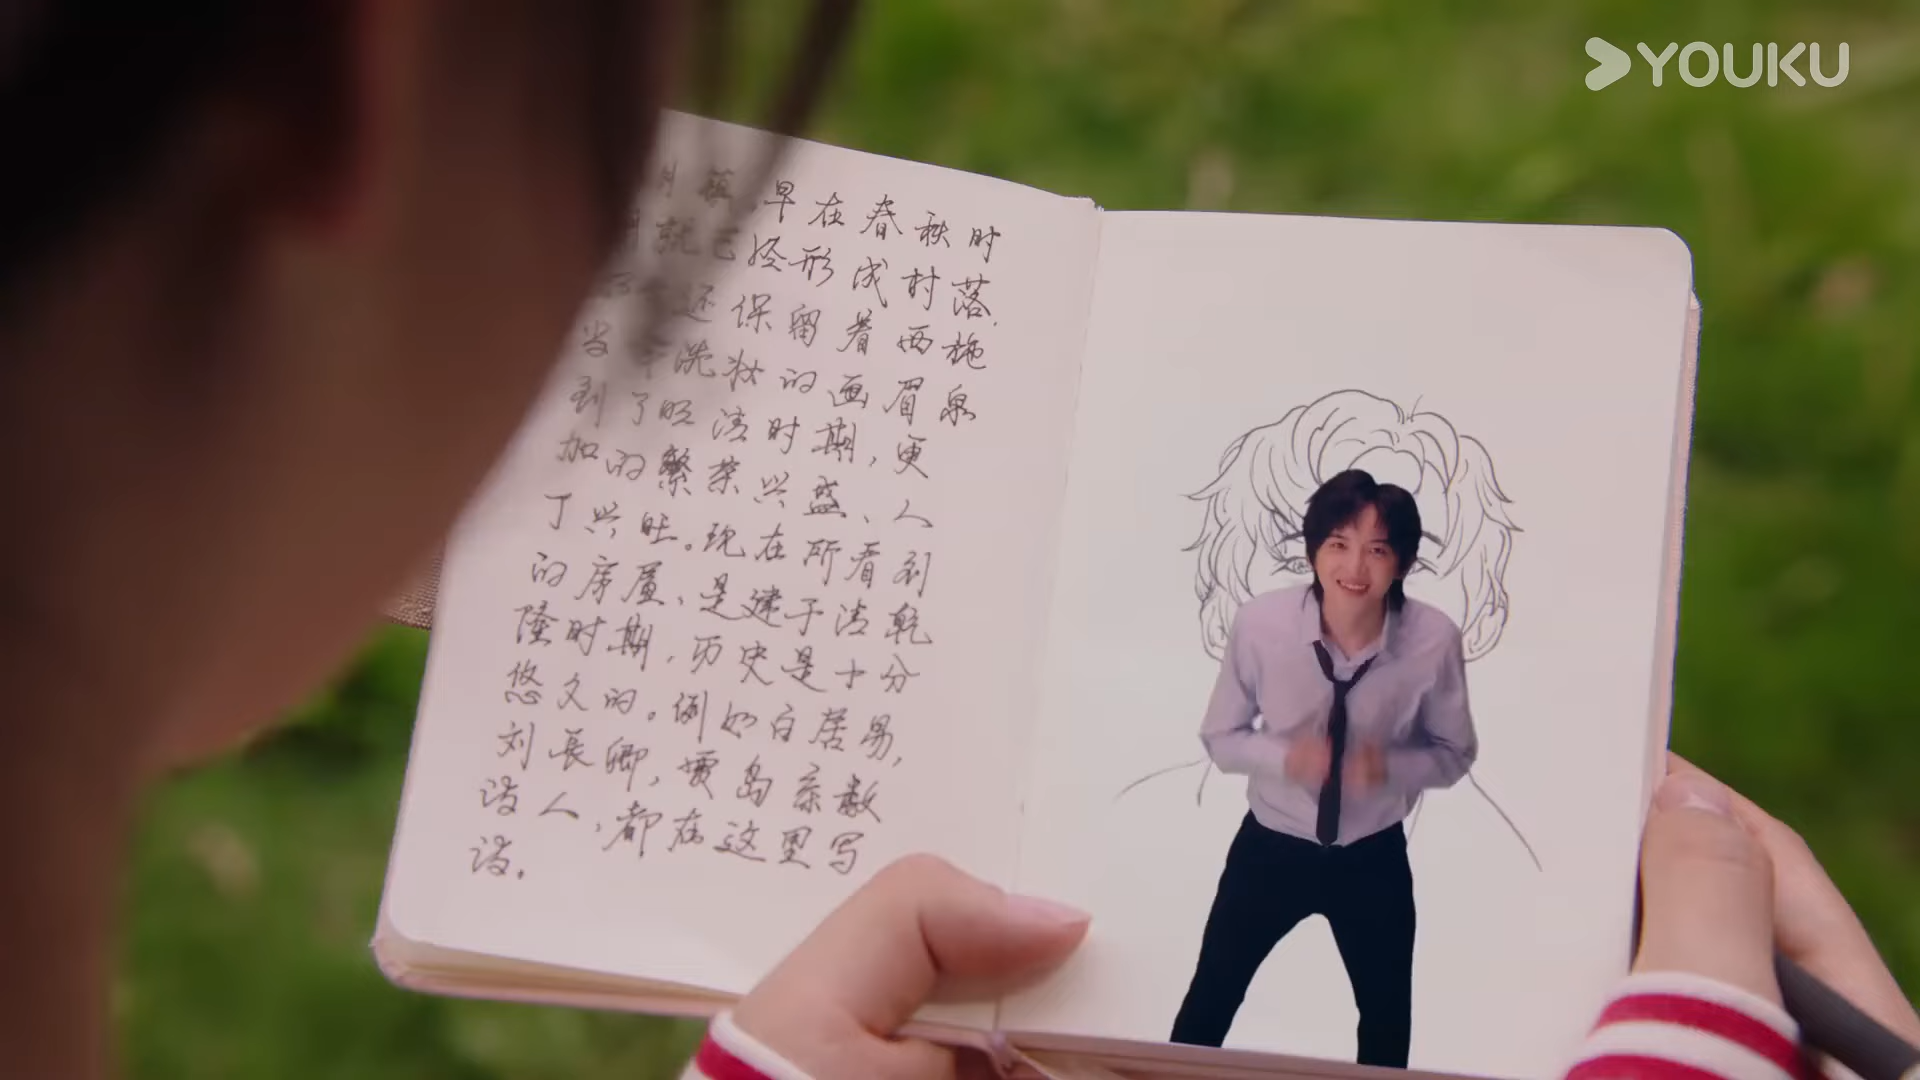 YOUKU
镇,早在春秋时
就已经形成村落,
还保留着西施
当年洗妆的画眉泉
到了明清时期,更
加的繁荣兴盛、人
丁兴旺。现在所看到
的房屋、是建于清乾
隆时期,历史是十分
悠久的。例如白居易,
刘长卿,贾岛等数
诗人,都在这里写
诗。